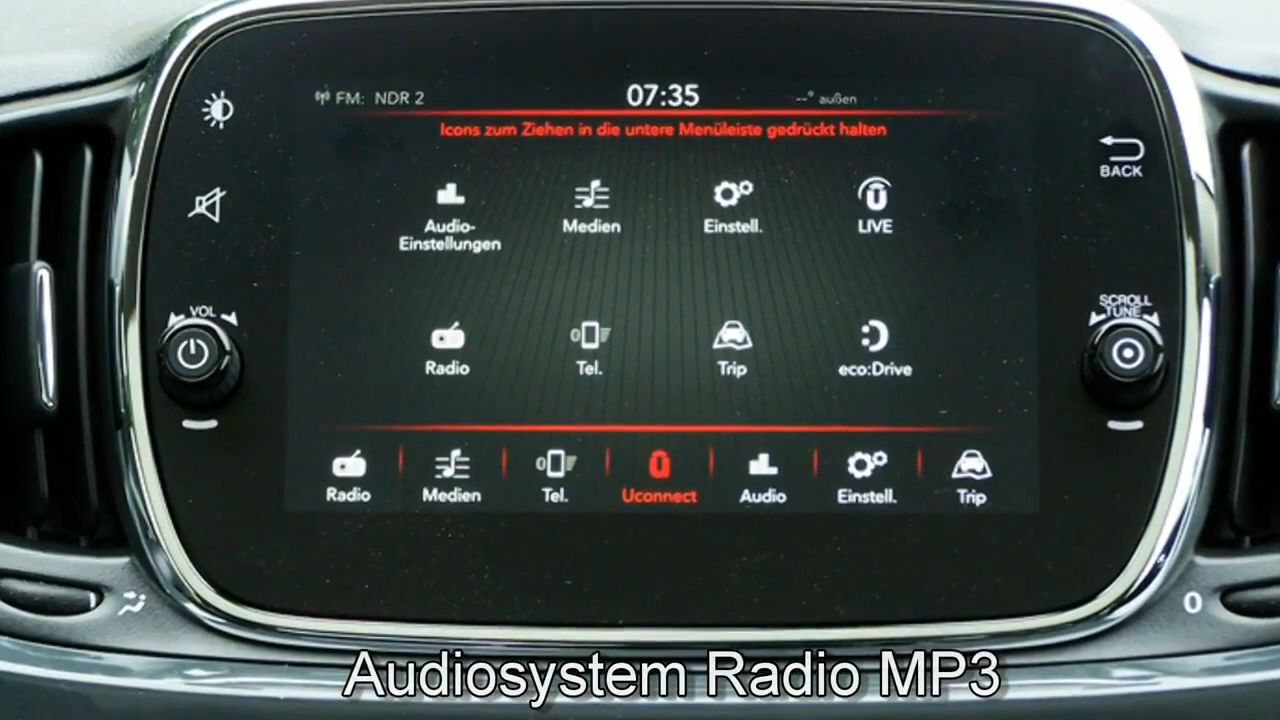 FM: NDR 2
07:35
--° außen
Icons zum Ziehen in die untere Menüleiste gedrückt halten
BACK
Audio-
Einstellungen
Medien
Einstell.
LIVE
VOL
SCROLL
TUNE
Radio
Tel.
Trip
eco:Drive
Radio
Medien
Tel.
Uconnect
Audio
Einstell.
Trip
0
Audiosystem Radio MP3